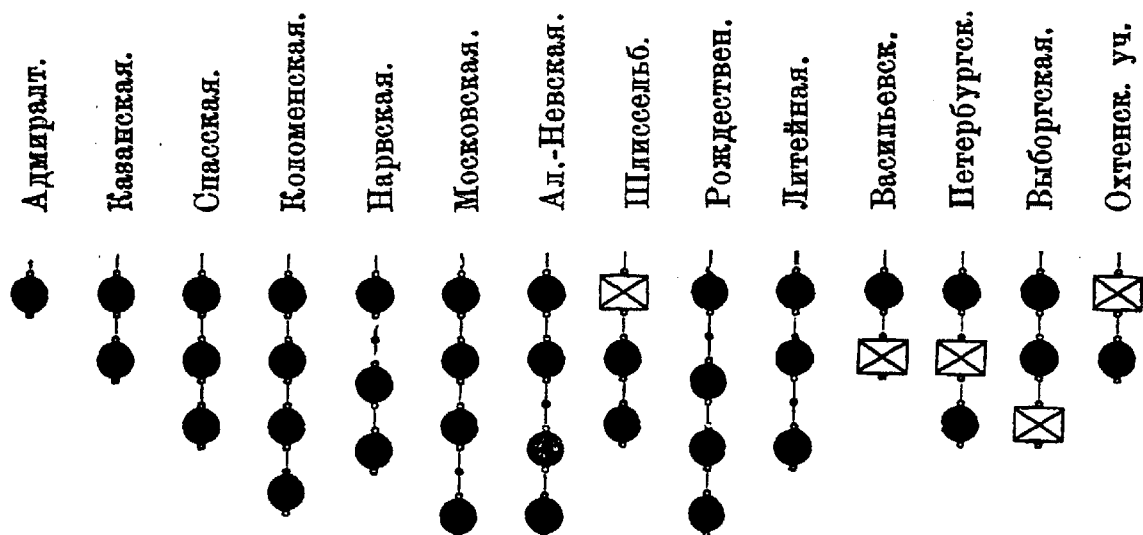 Адмиралт.
Казанская.
Спасская.
Коломенская.
Нарвская.
Московская.
Ал.-Невская.
Шлиссельб.
Рождествен.
Литейная.
Васильевск.
Петербургск.
Выборгская.
Охтенск. уч.